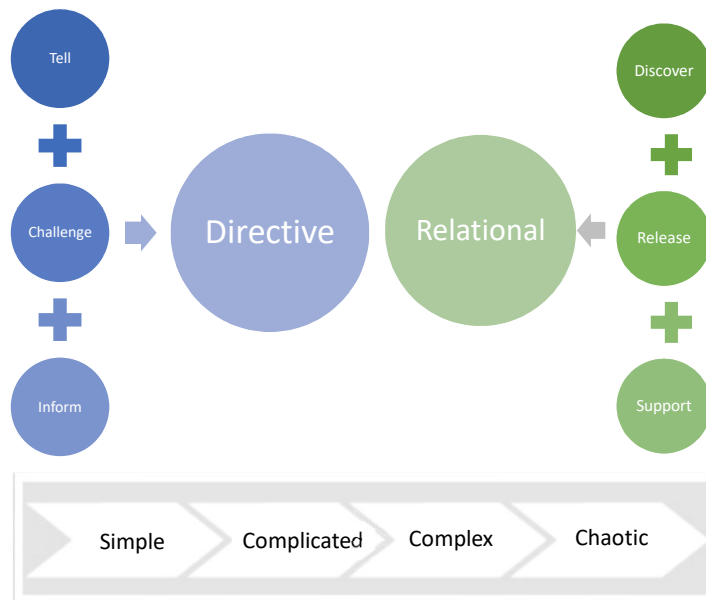 Tell
Challenge
Inform
Directive
Relational
Discover
Release
Support
Simple
Complicated
Complex
Chaotic